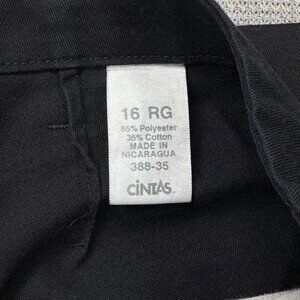 16 RG
65% Polyester
35% Cotton
MADE IN
NICARAGUA
388-35
CiNTAS